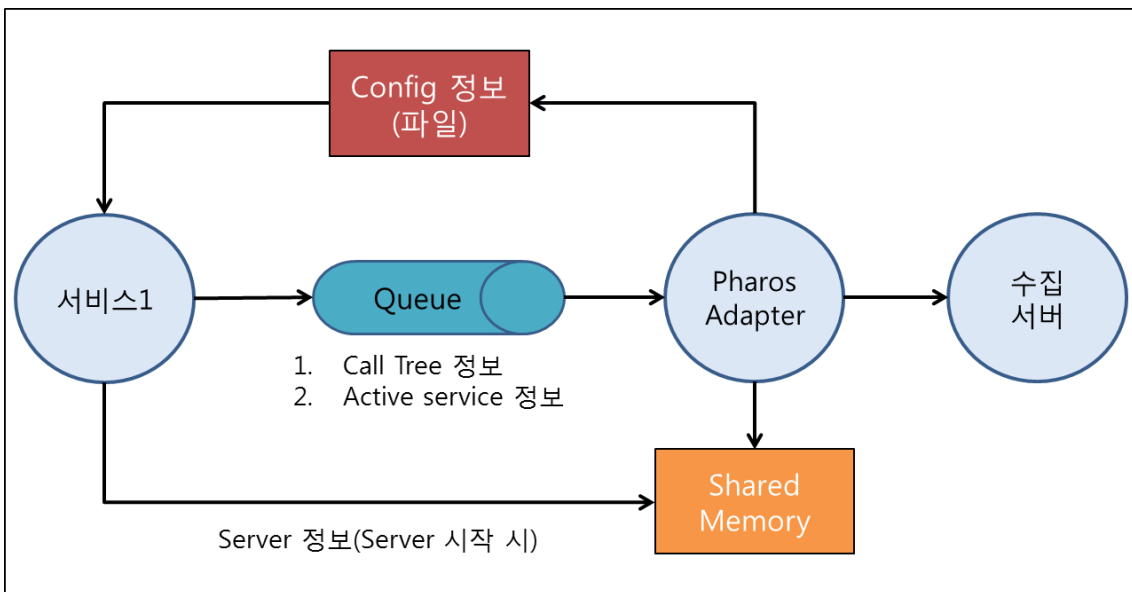 Config 정보
(파일)
서비스1
Queue
Pharos
Adapter
수집
서버
1. Call Tree 정보
2. Active service 정보
Shared
Memory
Server 정보(Server 시작 시)